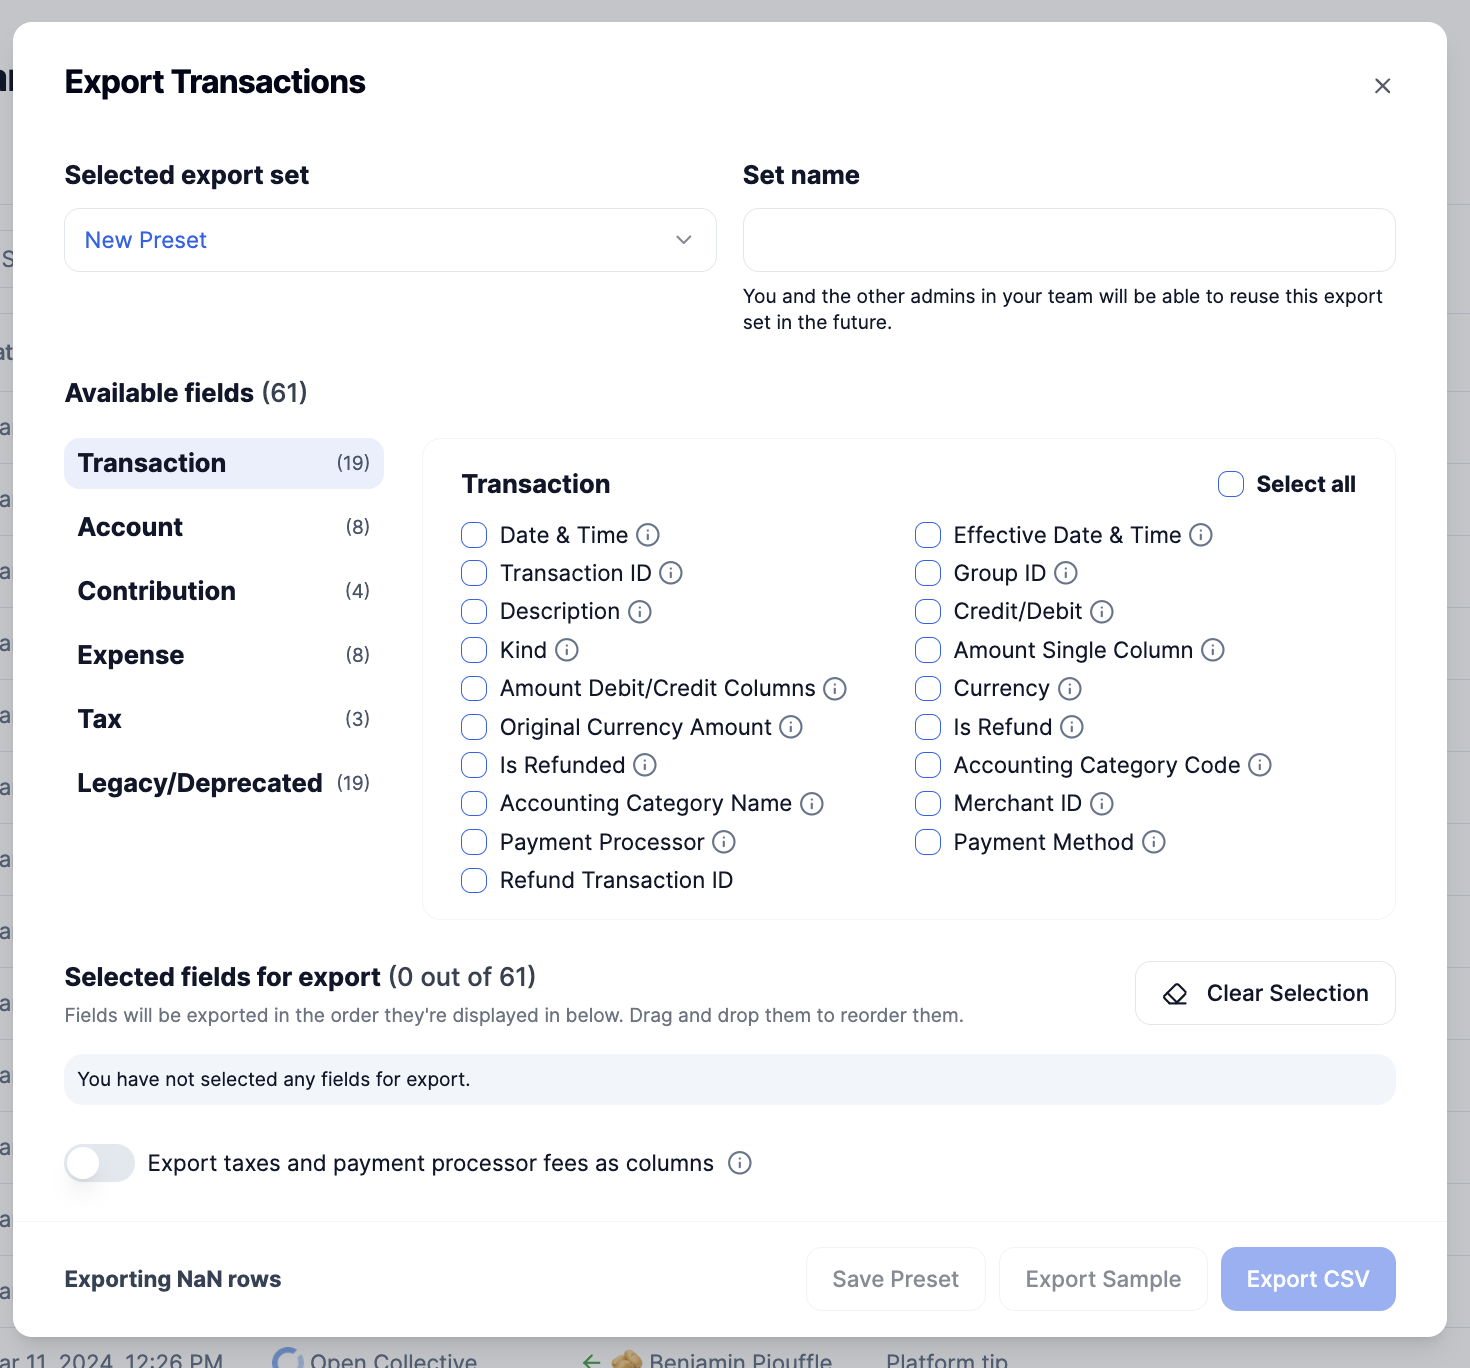 Export Transactions
Selected export set
Set name
New Preset
You and the other admins in your team will be able to reuse this export
set in the future.
Available fields (61)
Transaction (19)
Account (8)
Contribution (4)
Expense (8)
Tax (3)
Legacy/Deprecated (19)
Transaction
Select all
Date & Time
Effective Date & Time
Transaction ID
Group ID
Description
Credit/Debit
Kind
Amount Single Column
Amount Debit/Credit Columns
Currency
Original Currency Amount
Is Refund
Is Refunded
Accounting Category Code
Accounting Category Name
Merchant ID
Payment Processor
Payment Method
Refund Transaction ID
Selected fields for export (0 out of 61)
Fields will be exported in the order they're displayed in below. Drag and drop them to reorder them.
Clear Selection
You have not selected any fields for export.
Export taxes and payment processor fees as columns
Exporting NaN rows
Save Preset
Export Sample
Export CSV
ar 11, 2024, 12:26 PM
Open Collective
Benjamin Piouffle
Platform tip